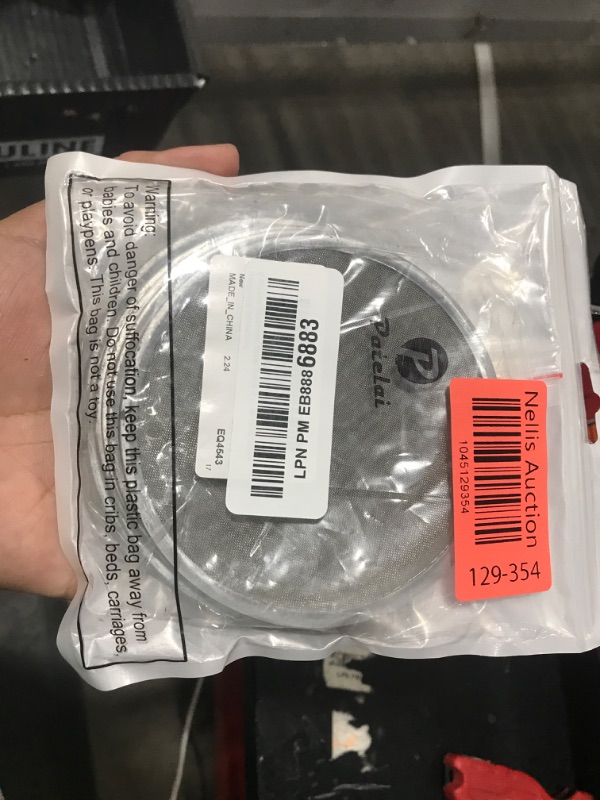 ULINE
Warning:
To avoid danger of suffocation, keep this plastic bag away from
babies and children. Do not use this bag in cribs, beds, carriages,
or playpens. This bag is not a toy.
New
MADE_IN_CHINA 2.24
EQ4543
17
LPN PM EB8886883
P
Paielai
Nellis Auction
1045129354
129-354